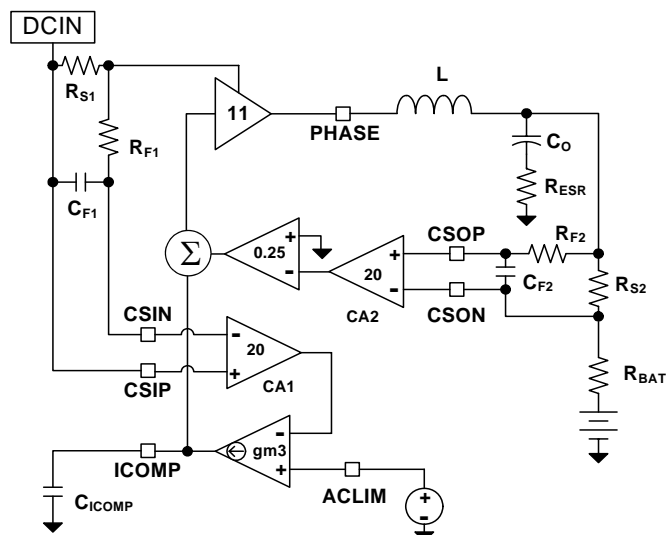 DCIN
RS1
L
11
PHASE
RF1
CO
RESR
CF1
CSOP
RF2
Σ
0.25
+
-
+
20
-
CF2
RS2
CSON
CA2
CSIN
-
20
+
CSIP
CA1
RBAT
-
gm3
+
ICOMP
ACLIM
CICOMP
+
-